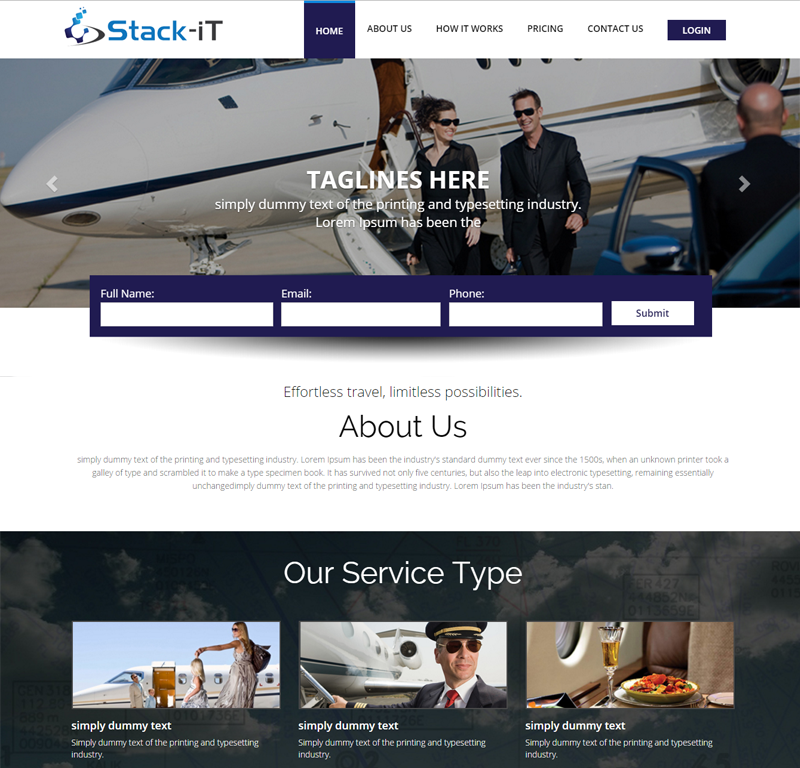 Stack-iT
HOME
ABOUT US
HOW IT WORKS
PRICING
CONTACT US
LOGIN
TAGLINES HERE
simply dummy text of the printing and typesetting industry.
Lorem Ipsum has been the
Full Name:
Email:
Phone:
Submit
Effortless travel, limitless possibilities.
About Us
simply dummy text of the printing and typesetting industry. Lorem Ipsum has been the industry's standard dummy text ever since the 1500s, when an unknown printer took a
galley of type and scrambled it to make a type specimen book. It has survived not only five centuries, but also the leap into electronic typesetting, remaining essentially
unchangedimply dummy text of the printing and typesetting industry. Lorem Ipsum has been the industry's stan.
Our Service Type
simply dummy text
Simply dummy text of the printing and typesetting
industry.
simply dummy text
Simply dummy text of the printing and typesetting
industry.
simply dummy text
Simply dummy text of the printing and typesetting
industry.